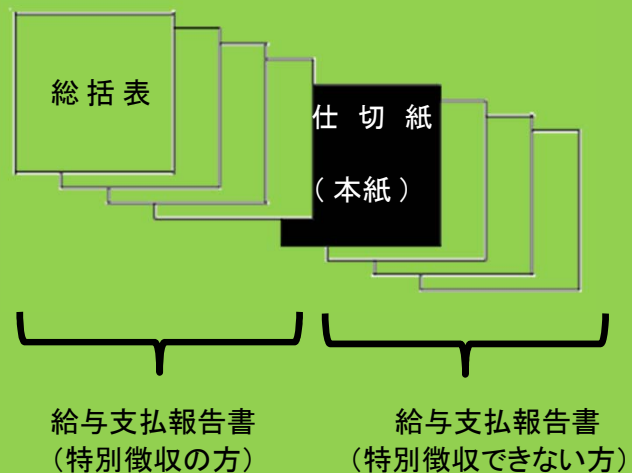 総括表
仕切紙
（本紙）
給与支払報告書
（特別徴収の方）
給与支払報告書
（特別徴収できない方）